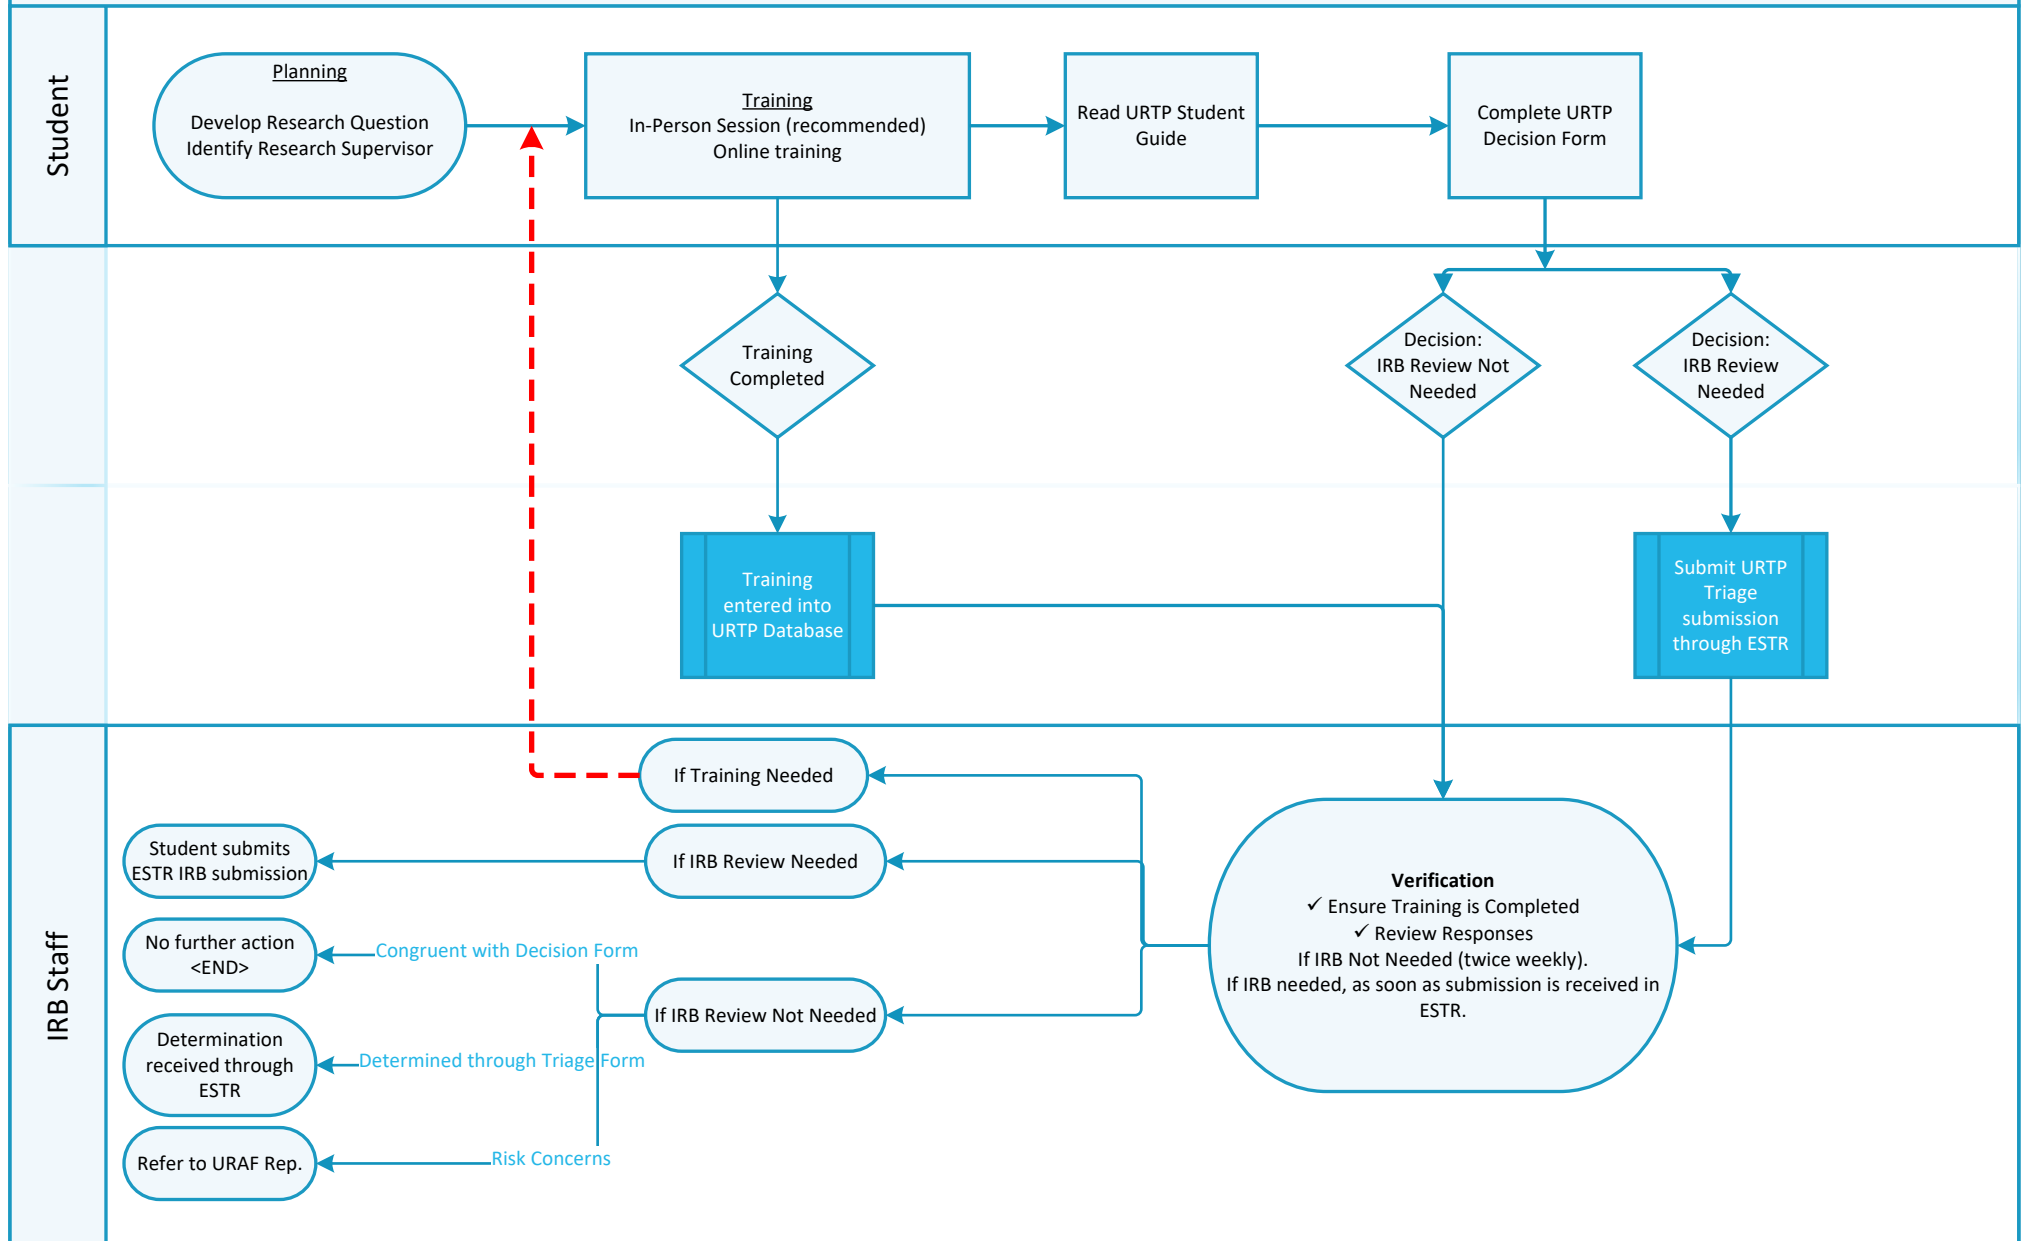 Student
Planning
Develop Research Question
Identify Research Supervisor
Training
In-Person Session (recommended)
Online training
Read URTP Student
Guide
Complete URTP
Decision Form
Training
Completed
Decision:
IRB Review Not
Needed
Decision:
IRB Review
Needed
Training
entered into
URTP Database
Submit URTP
Triage
submission
through ESTR
IRB Staff
If Training Needed
Student submits
ESTR IRB submission
If IRB Review Needed
Verification
✓ Ensure Training is Completed
✓ Review Responses
If IRB Not Needed (twice weekly).
If IRB needed, as soon as submission is received in
ESTR.
No further action
<END>
Congruent with Decision Form
If IRB Review Not Needed
Determination
received through
ESTR
Determined through Triage Form
Refer to URAF Rep.
Risk Concerns